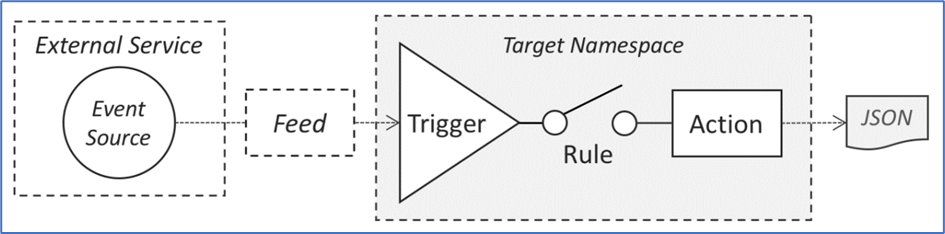 External Service
Event
Source
Feed
Target Namespace
Trigger
Rule
Action
JSON